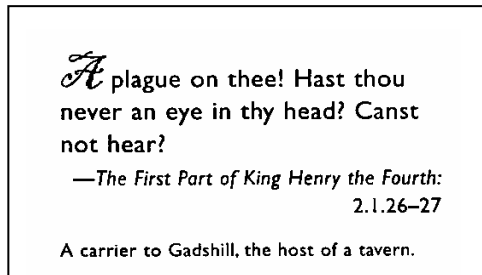 A plague on thee! Hast thou
never an eye in thy head? Canst
not hear?
—The First Part of King Henry the Fourth:
2.1.26–27
A carrier to Gadshill, the host of a tavern.